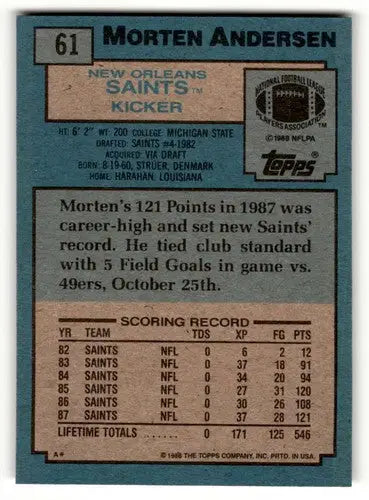 61 MORTEN ANDERSEN
NEW ORLEANS
SAINTS™
KICKER
NATIONAL FOOTBALL LEAGUE
PLAYERS ASSOCIATION
©1988 NFLPA
TOPPS®
HT: 6' 2" WT: 200 COLLEGE: MICHIGAN STATE
DRAFTED: SAINTS #4-1982
ACQUIRED: VIA DRAFT
BORN: 8-19-60, STRUER, DENMARK
HOME: HARAHAN, LOUISIANA
Morten's 121 Points in 1987 was
career-high and set new Saints'
record. He tied club standard
with 5 Field Goals in game vs.
49ers, October 25th.
SCORING RECORD
YR TEAM TDS XP FG PTS
82 SAINTS NFL 0 6 2 12
83 SAINTS NFL 0 37 18 91
84 SAINTS NFL 0 34 20 94
85 SAINTS NFL 0 27 31 120
86 SAINTS NFL 0 30 26 108
87 SAINTS NFL 0 37 28 121
LIFETIME TOTALS ....... 0 171 125 546
A* © 1988 THE TOPPS COMPANY, INC. PRTD. IN USA.